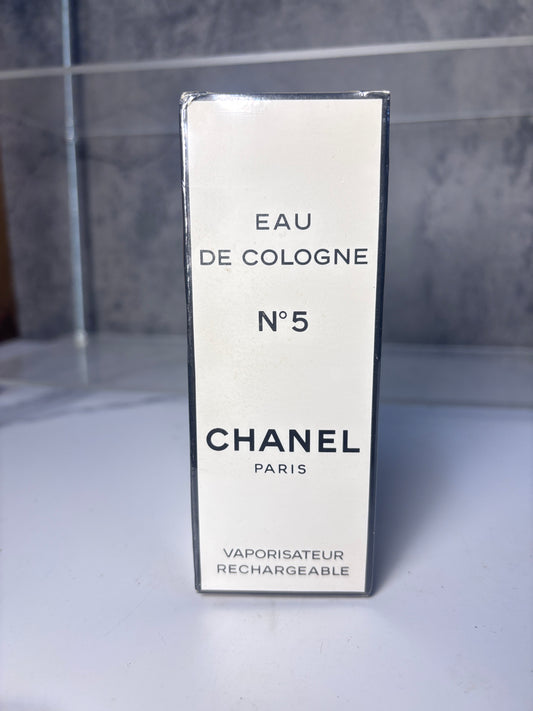 EAU
DE COLOGNE
N°5
CHANEL
PARIS
VAPORISATEUR
RECHARGEABLE